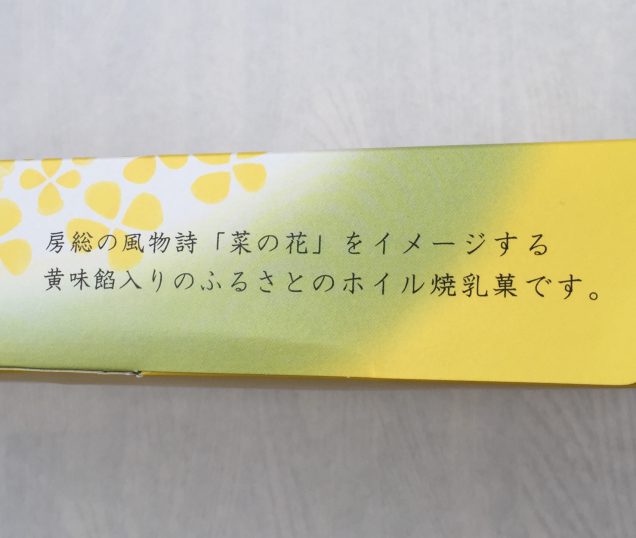 房総の風物詩「菜の花」をイメージする
黄味餡入りのふるさとのホイル焼乳菓です。